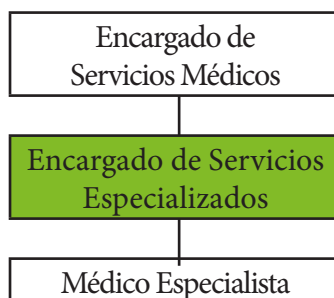 Encargado de
Servicios Médicos
Encargado de Servicios
Especializados
Médico Especialista